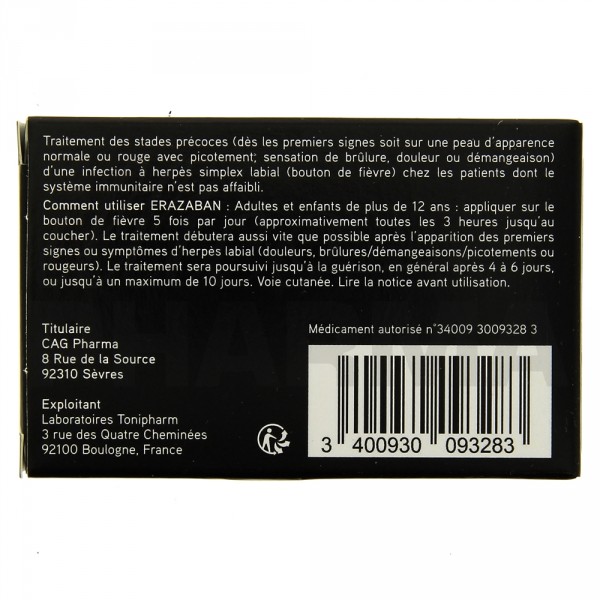 Traitement des stades précoces (dès les premiers signes soit sur une peau d'apparence
normale ou rouge avec picotement; sensation de brûlure, douleur ou démangeaison)
d'une infection à herpès simplex labial (bouton de fièvre) chez les patients dont le
système immunitaire n'est pas affaibli.
Comment utiliser ERAZABAN : Adultes et enfants de plus de 12 ans : appliquer sur le
bouton de fièvre 5 fois par jour (approximativement toutes les 3 heures jusqu'au
coucher). Le traitement débutera aussi vite que possible après l'apparition des premiers
signes ou symptômes d'herpès labial (douleurs, brûlures/démangeaisons/picotements ou
rougeurs). Le traitement sera poursuivi jusqu'à la guérison, en général après 4 à 6 jours,
ou jusqu'à un maximum de 10 jours. Voie cutanée. Lire la notice avant utilisation.
Titulaire
CAG Pharma
8 Rue de la Source
92310 Sèvres
Médicament autorisé n°34009 3009328 3
Exploitant
Laboratoires Tonipharm
3 rue des Quatre Cheminées
92100 Boulogne, France
3 400930 093283
PHARMA